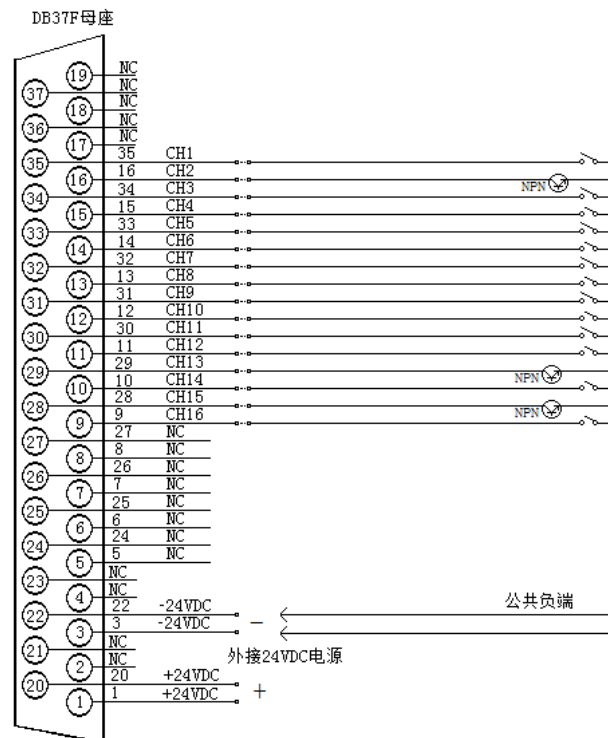 DB37F母座
19 NC
37 NC
18 NC
36 NC
17 NC
35 35 CH1
16 16 CH2
NPN
34 34 CH3
15 15 CH4
33 33 CH5
14 14 CH6
32 32 CH7
13 13 CH8
31 31 CH9
12 12 CH10
30 30 CH11
11 11 CH12
29 29 CH13
NPN
10 10 CH14
28 28 CH15
NPN
9 9 CH16
27 27 NC
8 8 NC
26 26 NC
7 7 NC
25 25 NC
6 6 NC
24 24 NC
5 5 NC
23 NC
4 NC
公共负端
22 22 -24VDC
3 3 -24VDC
－
21 NC
外接24VDC电源
2 NC
20 20 +24VDC
1 1 +24VDC
＋